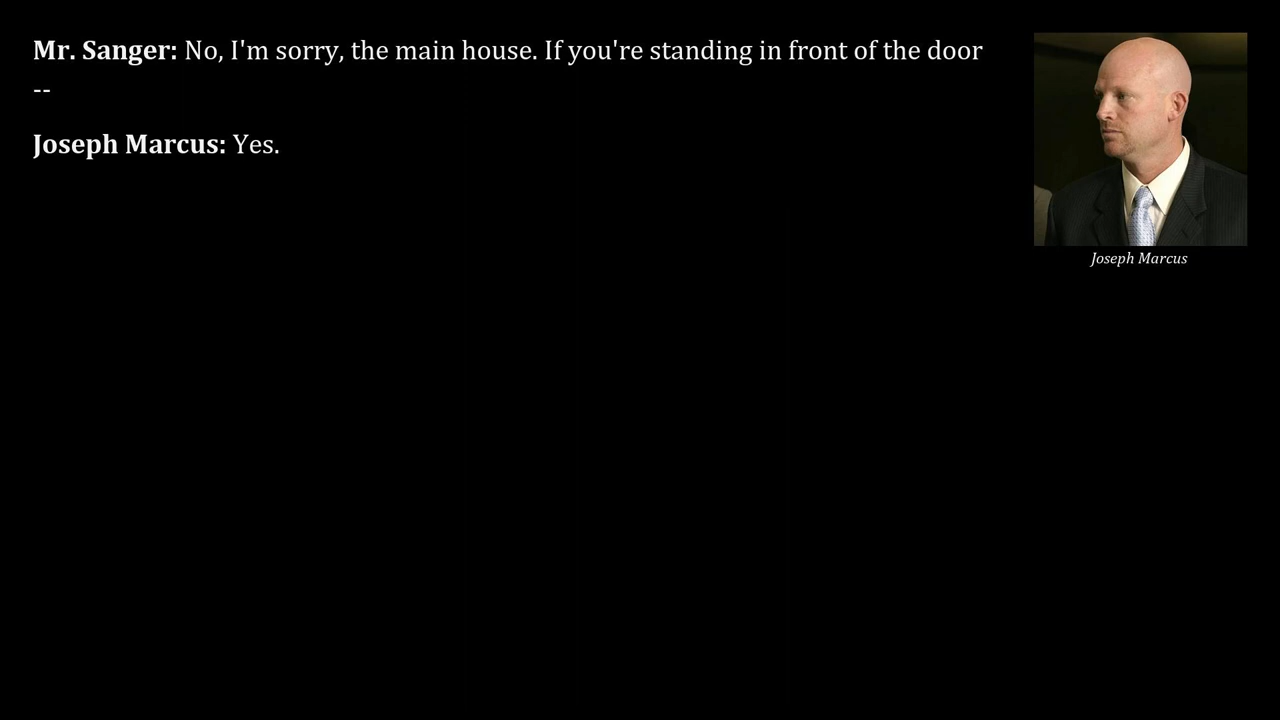 Mr. Sanger: No, I'm sorry, the main house. If you're standing in front of the door
--
Joseph Marcus: Yes.
Joseph Marcus